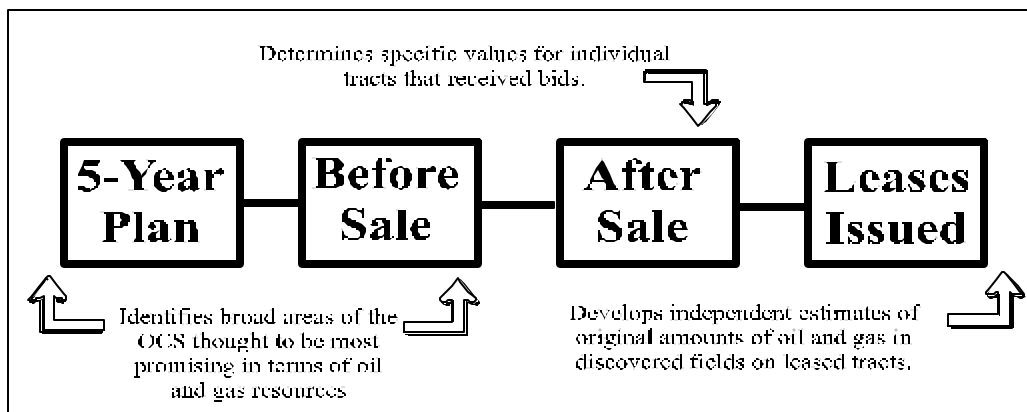 Determines specific values for individual
tracts that received bids.
5-Year
Plan
Before
Sale
After
Sale
Leases
Issued
Identifies broad areas of the
OCS thought to be most
promising in terms of oil
and gas resources
Develops independent estimates of
original amounts of oil and gas in
discovered fields on leased tracts.